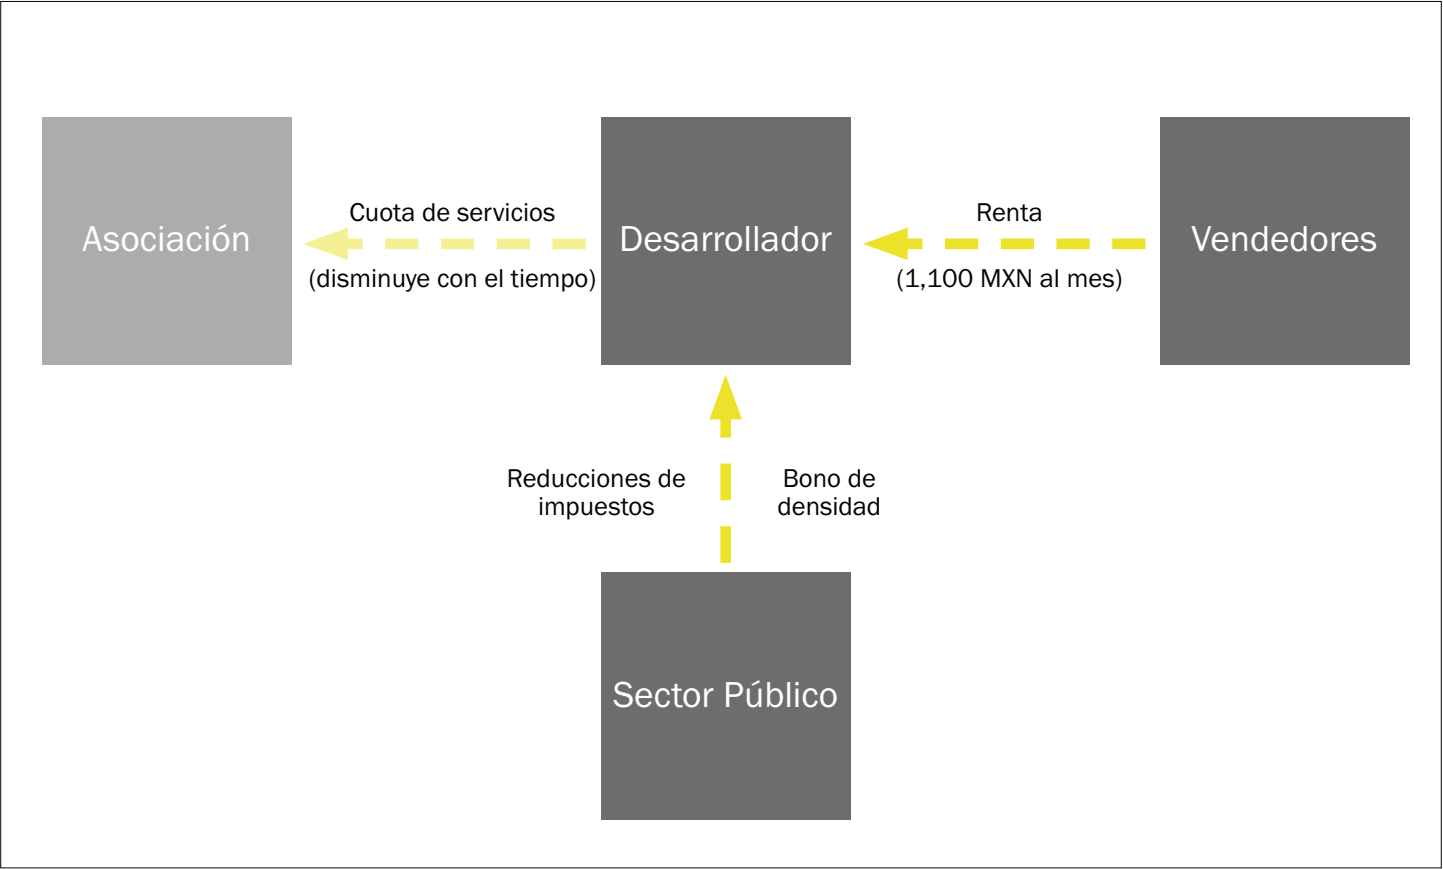 Asociación
Cuota de servicios
(disminuye con el tiempo)
Desarrollador
Renta
(1,100 MXN al mes)
Vendedores
Reducciones de
impuestos
Bono de
densidad
Sector Público